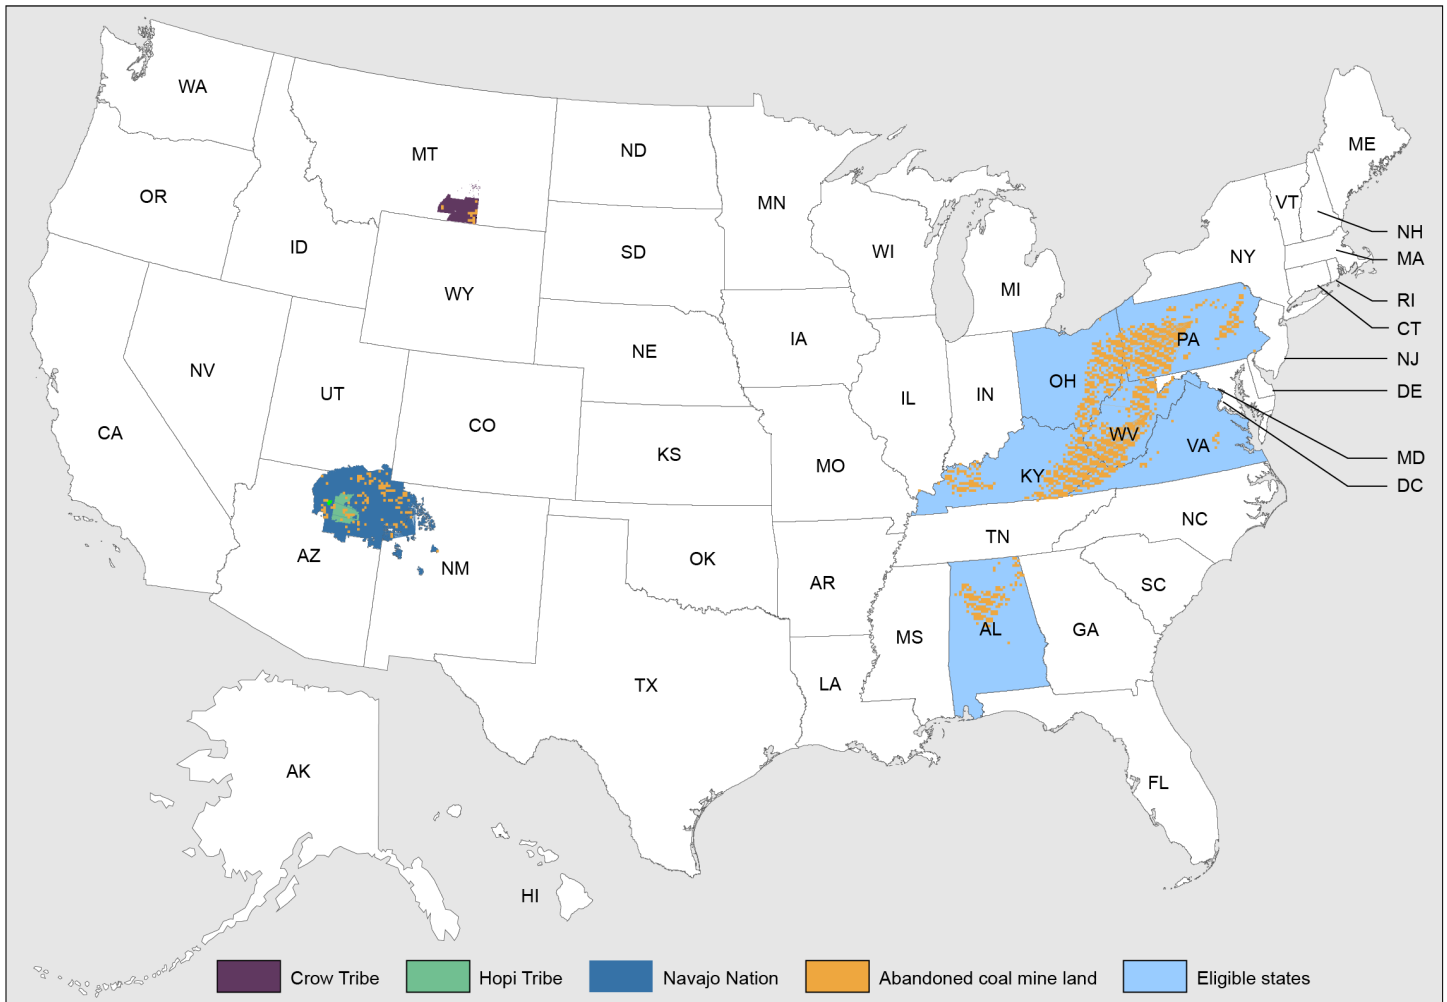 WA
MT
ND
MN
ME
OR
ID
SD
WI
VT
NH
MA
NY
MI
WY
RI
CT
NV
NE
IA
PA
NJ
UT
OH
DE
IL
IN
CA
CO
KS
MO
KY
WV
VA
MD
DC
AZ
NM
OK
TN
NC
AR
SC
MS
AL
GA
TX
LA
AK
FL
HI
Crow Tribe
Hopi Tribe
Navajo Nation
Abandoned coal mine land
Eligible states